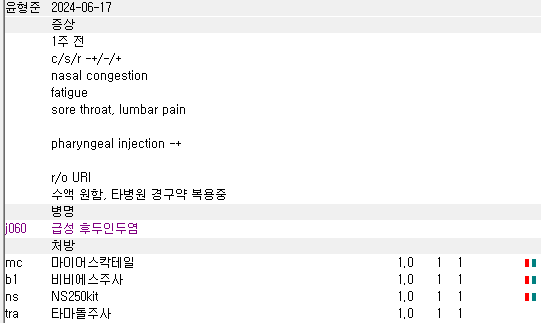 윤형준 2024-06-17
증상
1주 전
c/s/r -+/-/+
nasal congestion
fatigue
sore throat, lumbar pain
pharyngeal injection -+
r/o URI
수액 원함, 타병원 경구약 복용중
병명
j060 급성 후두인두염
처방
mc 마이어스칵테일 1.0 1 1
b1 비비에스주사 1.0 1 1
ns NS250kit 1.0 1 1
tra 타마돌주사 1.0 1 1